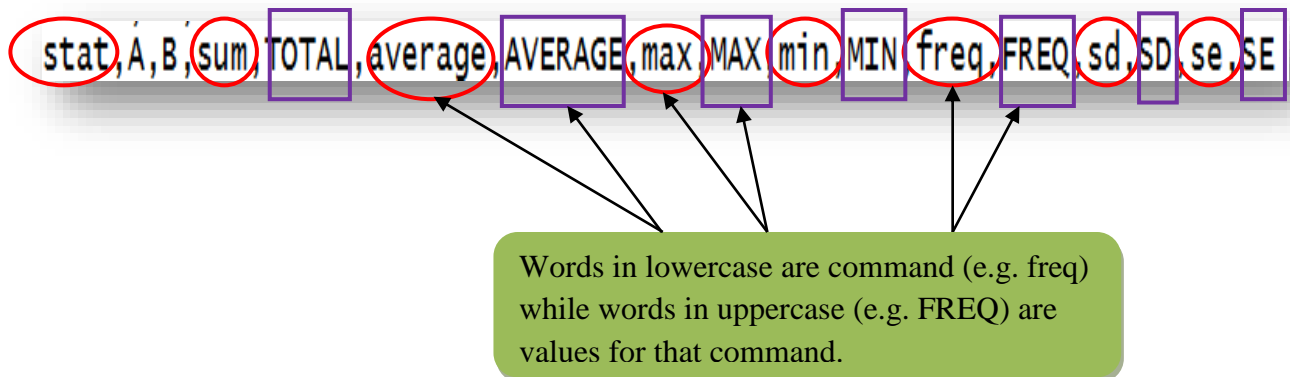 stat,A,B,sum,TOTAL,average,AVERAGE,max,MAX,min,MIN,freq,FREQ,sd,SD,se,SE
Words in lowercase are command (e.g. freq)
while words in uppercase (e.g. FREQ) are
values for that command.